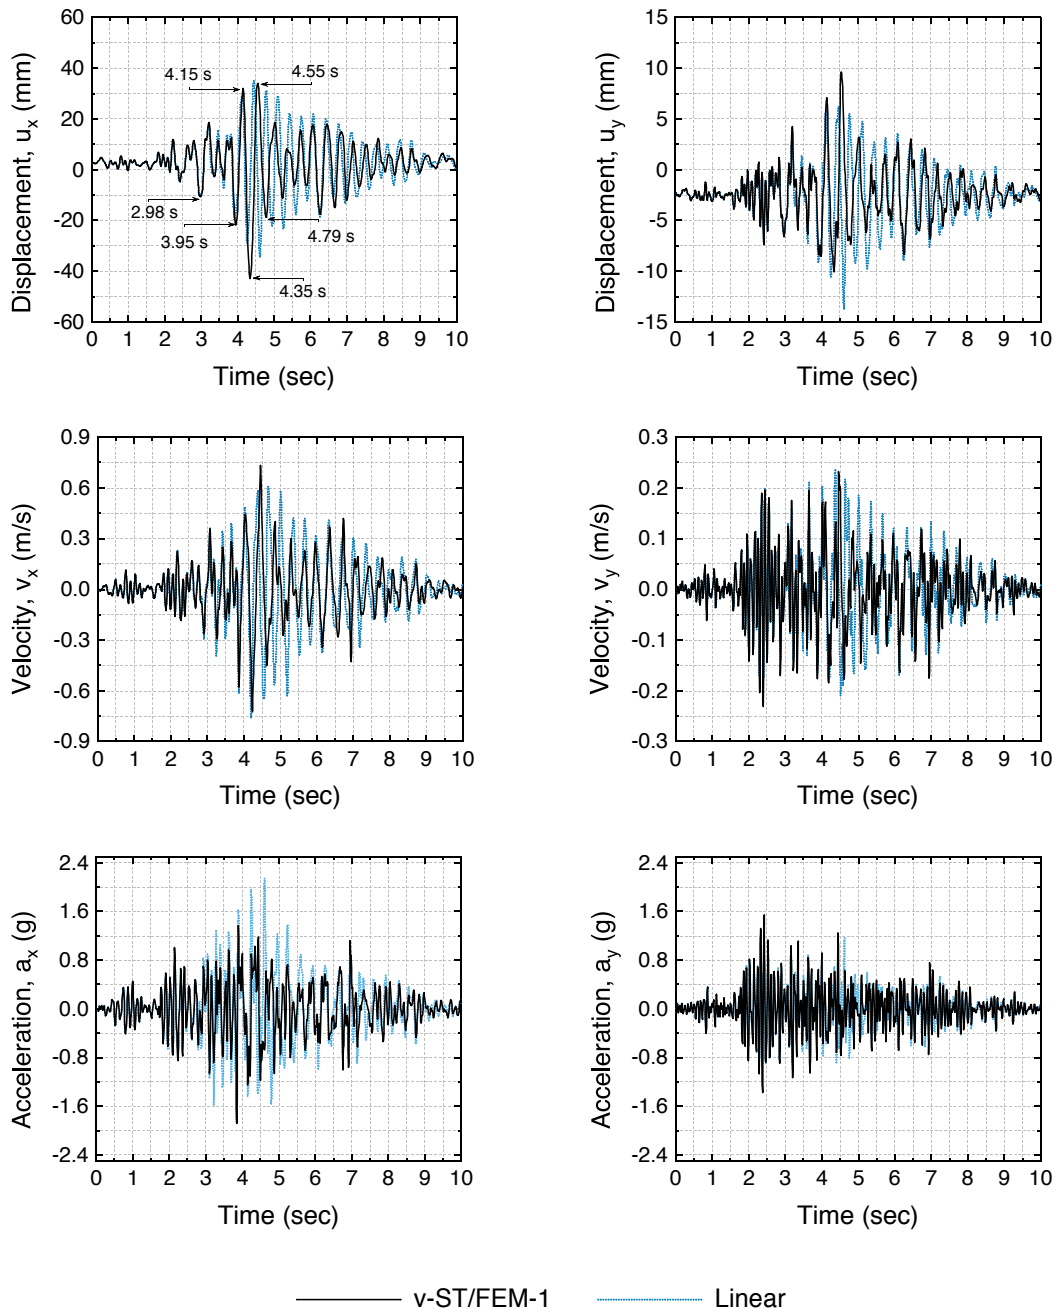 60
40
20
0
-20
-40
-60
Displacement, u_x (mm)
4.15 s
4.55 s
2.98 s
3.95 s
4.79 s
4.35 s
0 1 2 3 4 5 6 7 8 9 10
Time (sec)
15
10
5
0
-5
-10
-15
Displacement, u_y (mm)
0 1 2 3 4 5 6 7 8 9 10
Time (sec)
0.9
0.6
0.3
0.0
-0.3
-0.6
-0.9
Velocity, v_x (m/s)
0 1 2 3 4 5 6 7 8 9 10
Time (sec)
0.3
0.2
0.1
0.0
-0.1
-0.2
-0.3
Velocity, v_y (m/s)
0 1 2 3 4 5 6 7 8 9 10
Time (sec)
2.4
1.6
0.8
0.0
-0.8
-1.6
-2.4
Acceleration, a_x (g)
0 1 2 3 4 5 6 7 8 9 10
Time (sec)
2.4
1.6
0.8
0.0
-0.8
-1.6
-2.4
Acceleration, a_y (g)
0 1 2 3 4 5 6 7 8 9 10
Time (sec)
v-ST/FEM-1
Linear